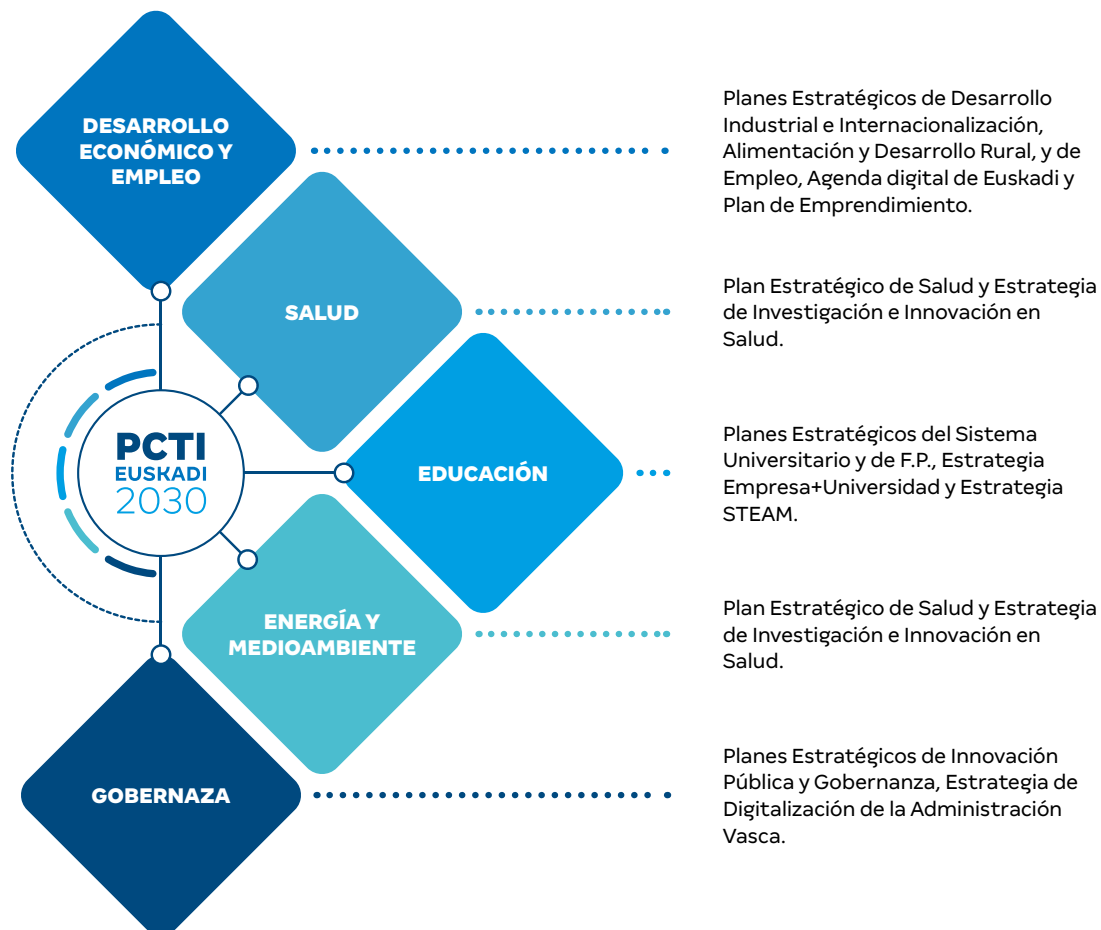 DESARROLLO
ECONÓMICO Y
EMPLEO
Planes Estratégicos de Desarrollo
Industrial e Internacionalización,
Alimentación y Desarrollo Rural, y de
Empleo, Agenda digital de Euskadi y
Plan de Emprendimiento.
SALUD
Plan Estratégico de Salud y Estrategia
de Investigación e Innovación en
Salud.
PCTI
EUSKADI
2030
EDUCACIÓN
Planes Estratégicos del Sistema
Universitario y de F.P., Estrategia
Empresa+Universidad y Estrategia
STEAM.
ENERGÍA Y
MEDIOAMBIENTE
Plan Estratégico de Salud y Estrategia
de Investigación e Innovación en
Salud.
GOBERNAZA
Planes Estratégicos de Innovación
Pública y Gobernanza, Estrategia de
Digitalización de la Administración
Vasca.